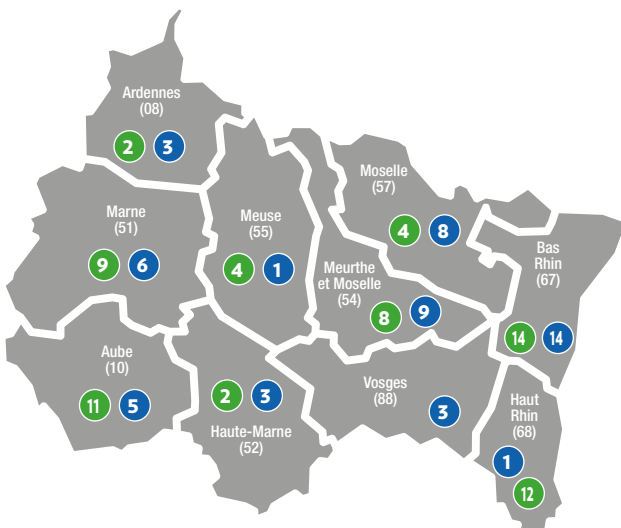 Ardennes
(08)
2 3
Moselle
(57)
4 8
Marne
(51)
9 6
Meuse
(55)
4 1
Bas
Rhin
(67)
14 14
Meurthe
et Moselle
(54)
8 9
Aube
(10)
11 5
2 3
Haute-Marne
(52)
Vosges
(88)
3
Haut
Rhin
(68)
1
12